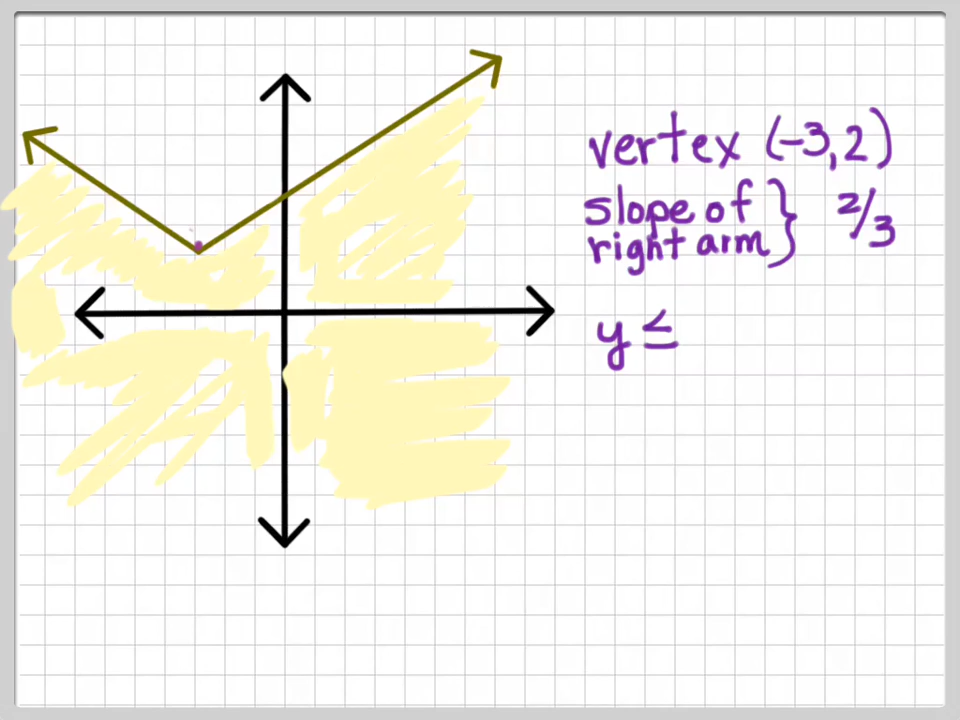 vertex (-3,2)
slope of
right arm } 2/3
y ≤